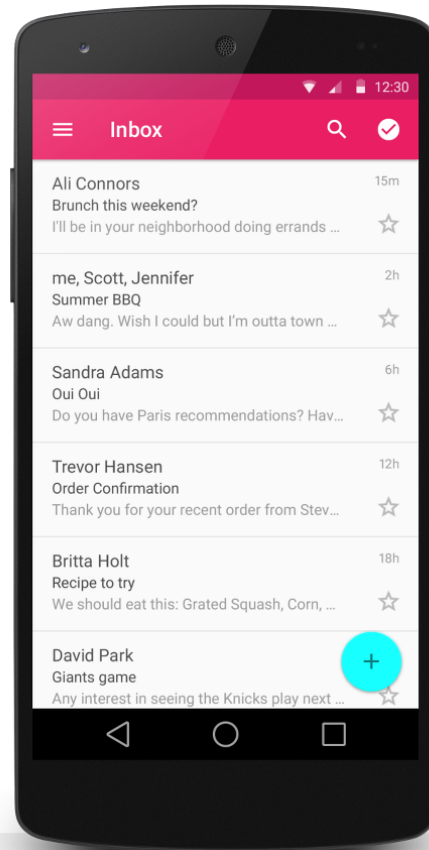 12:30
Inbox
Ali Connors 15m
Brunch this weekend?
I'll be in your neighborhood doing errands ...
me, Scott, Jennifer 2h
Summer BBQ
Aw dang. Wish I could but I'm outta town ...
Sandra Adams 6h
Oui Oui
Do you have Paris recommendations? Hav...
Trevor Hansen 12h
Order Confirmation
Thank you for your recent order from Stev...
Britta Holt 18h
Recipe to try
We should eat this: Grated Squash, Corn, ...
David Park
Giants game
Any interest in seeing the Knicks play next ...